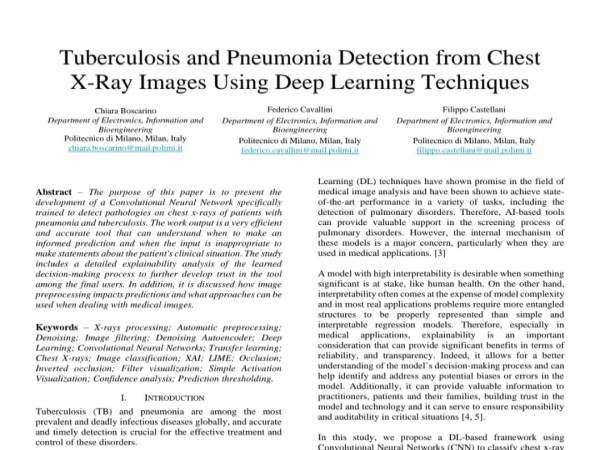 Tuberculosis and Pneumonia Detection from Chest
X-Ray Images Using Deep Learning Techniques
Chiara Boscarino
Department of Electronics, Information and
Bioengineering
Politecnico di Milano, Milan, Italy
chiara.boscarino@mail.polimi.it
Federico Cavallini
Department of Electronics, Information and
Bioengineering
Politecnico di Milano, Milan, Italy
federico.cavallini@mail.polimi.it
Filippo Castellani
Department of Electronics, Information and
Bioengineering
Politecnico di Milano, Milan, Italy
filippo.castellani@mail.polimi.it
Abstract – The purpose of this paper is to present the
development of a Convolutional Neural Network specifically
trained to detect pathologies on chest x-rays of patients with
pneumonia and tuberculosis. The work output is a very efficient
and accurate tool that can understand when to make an
informed prediction and when the input is inappropriate to
make statements about the patient's clinical situation. The study
includes a detailed explainability analysis of the learned
decision-making process to further develop trust in the tool
among the final users. In addition, it is discussed how image
preprocessing impacts predictions and what approaches can be
used when dealing with medical images.
Keywords – X-rays processing; Automatic preprocessing;
Denoising; Image filtering; Denoising Autoencoder; Deep
Learning; Convolutional Neural Networks; Transfer learning;
Chest X-rays; Image classification; XAI; LIME; Occlusion;
Inverted occlusion; Filter visualization; Simple Activation
Visualization; Confidence analysis; Prediction thresholding.
I. INTRODUCTION
Tuberculosis (TB) and pneumonia are among the most
prevalent and deadly infectious diseases globally, and accurate
and timely detection is crucial for the effective treatment and
control of these disorders.
Learning (DL) techniques have shown promise in the field of
medical image analysis and have been shown to achieve state-
of-the-art performance in a variety of tasks, including the
detection of pulmonary disorders. Therefore, AI-based tools
can provide valuable support in the screening process of
pulmonary disorders. However, the internal mechanism of
these models is a major concern, particularly when they are
used in medical applications. [3]
A model with high interpretability is desirable when something
significant is at stake, like human health. On the other hand,
interpretability often comes at the expense of model complexity
and in most real applications problems require more entangled
structures to be properly represented than simple and
interpretable regression models. Therefore, especially in
medical applications, explainability is an important
consideration that can provide significant benefits in terms of
reliability, and transparency. Indeed, it allows for a better
understanding of the model's decision-making process and can
help identify and address any potential biases or errors in the
model. Additionally, it can provide valuable information to
practitioners, patients and their families, building trust in the
model and technology and it can serve to ensure responsibility
and auditability in critical situations [4, 5].
In this study, we propose a DL-based framework using
Convolutional Neural Networks (CNN) to classify chest x-ray